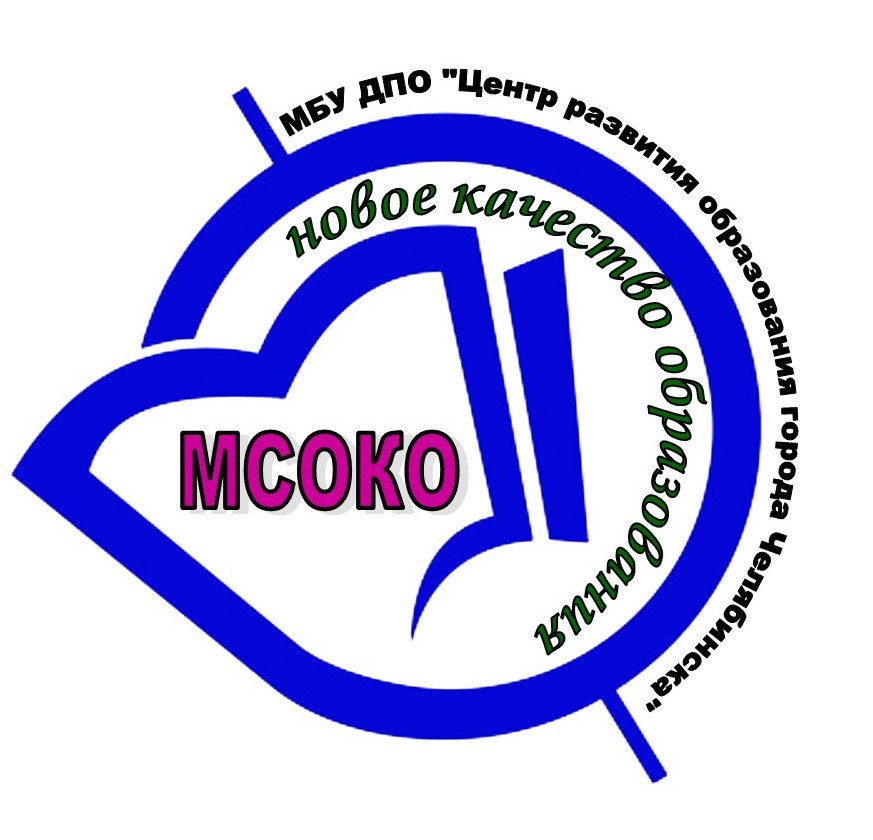 МБУ ДПО "Центр развития образования города Челябинска"
новое качество образования
МСОКО